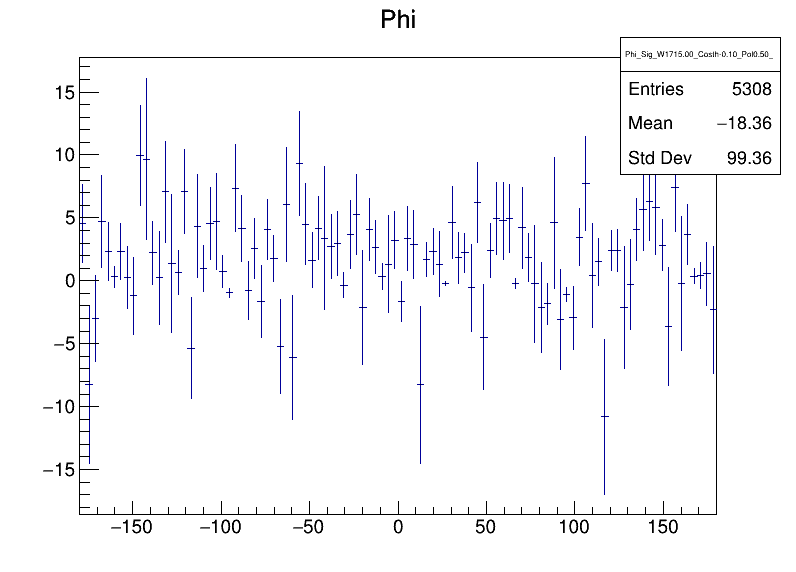 Phi
Phi_Sig_W1715.00_Costh-0.10_Pol0.50_
Entries 5308
Mean −18.36
Std Dev 99.36
15
10
5
0
−5
−10
−15
−150 −100 −50 0 50 100 150